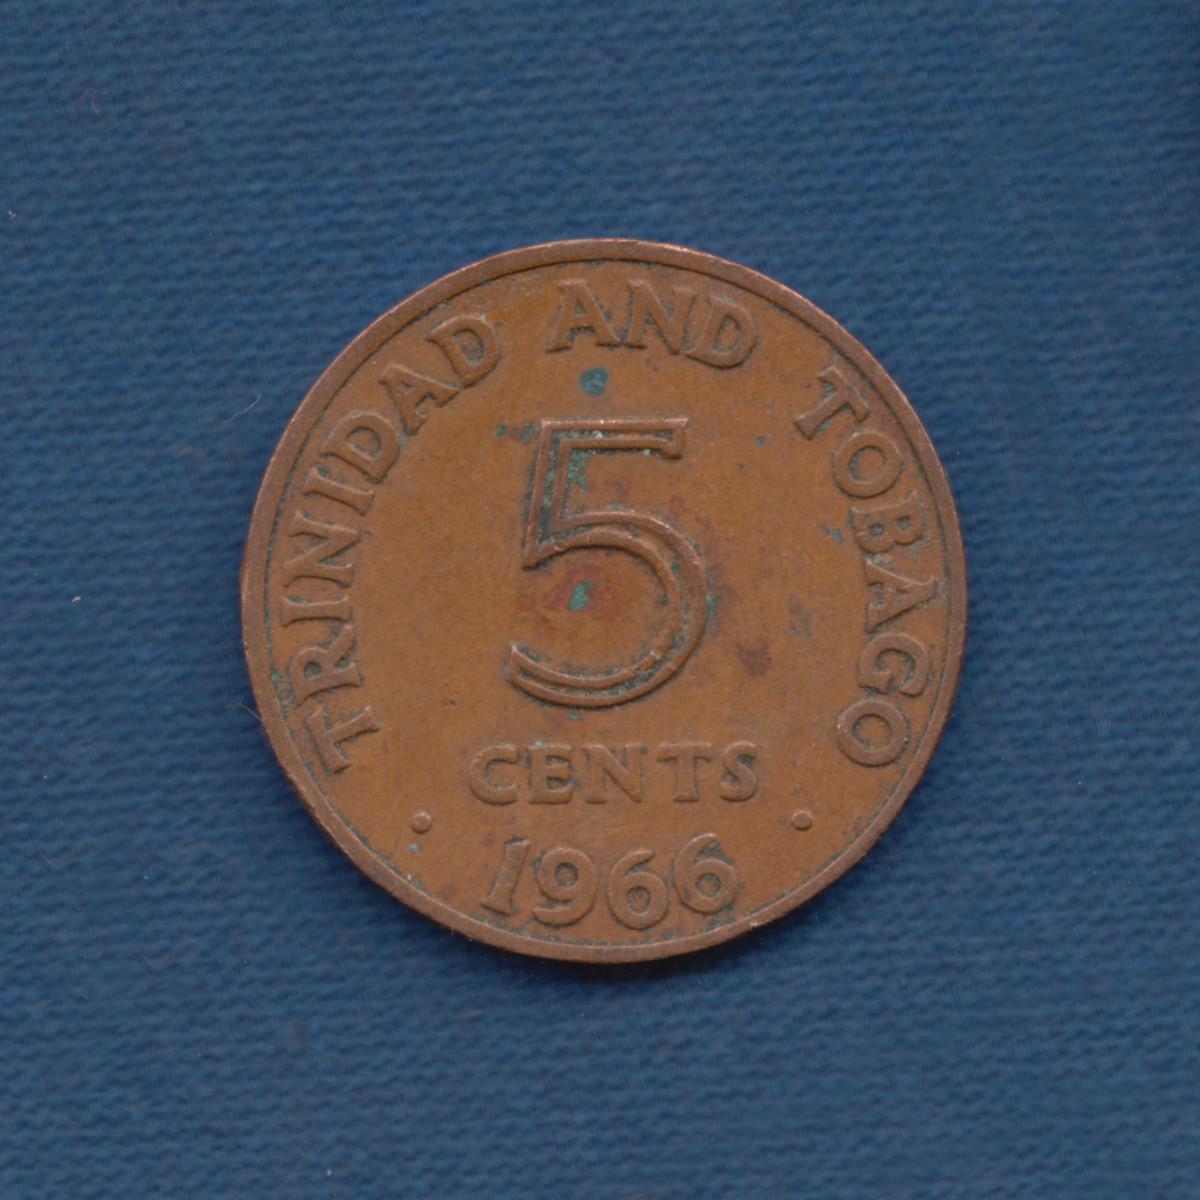 TRINIDAD AND TOBAGO
5
CENTS
• 1966 •